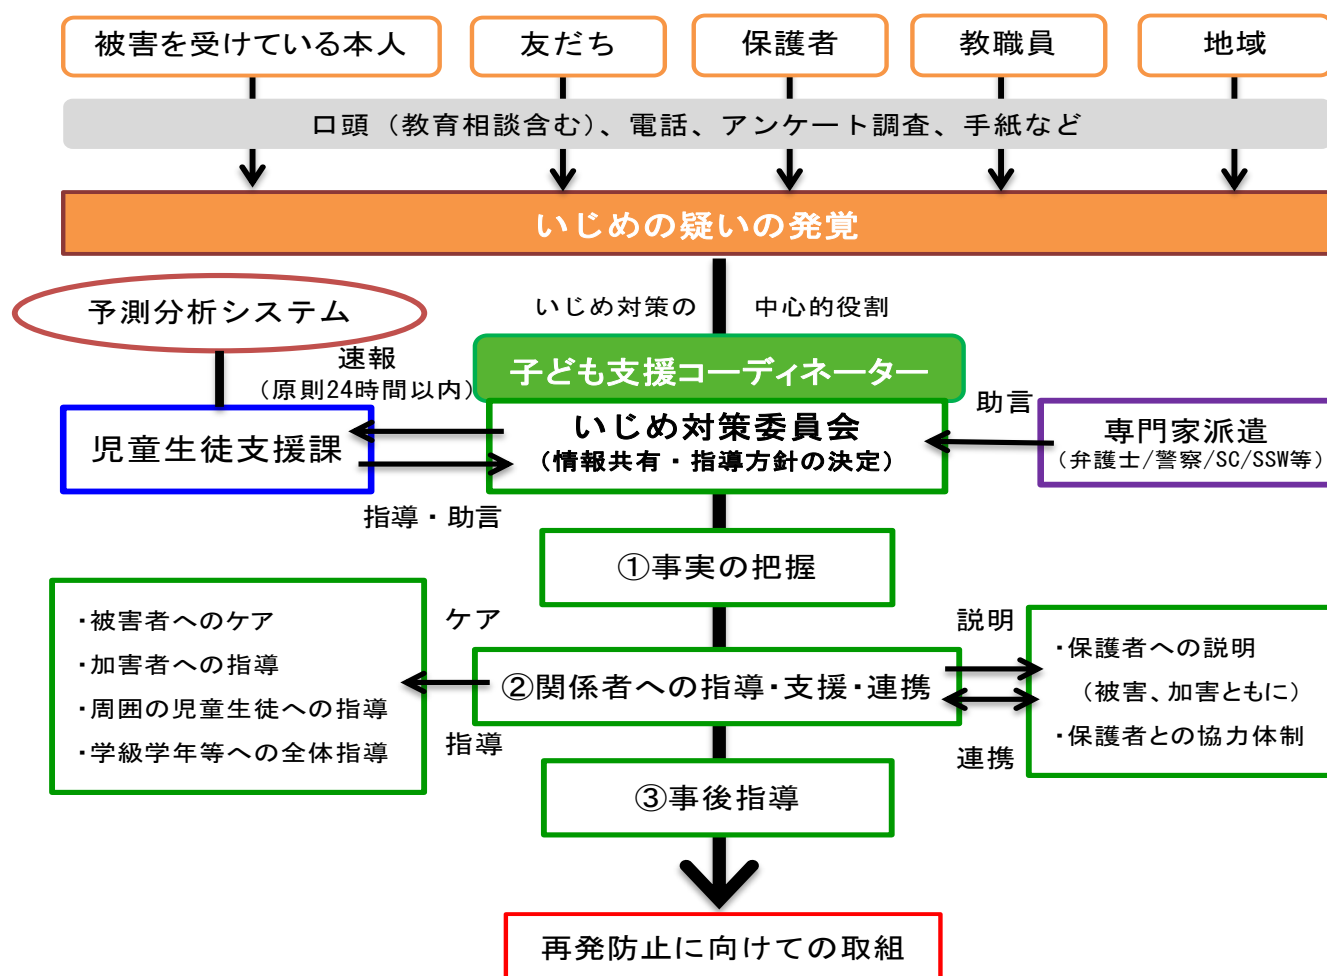 被害を受けている本人
友だち
保護者
教職員
地域
口頭（教育相談含む）、電話、アンケート調査、手紙など
いじめの疑いの発覚
予測分析システム
いじめ対策の
中心的役割
速報
（原則24時間以内）
子ども支援コーディネーター
いじめ対策委員会
（情報共有・指導方針の決定）
児童生徒支援課
助言
専門家派遣
（弁護士/警察/SC/SSW等）
指導・助言
①事実の把握
・被害者へのケア
・加害者への指導
・周囲の児童生徒への指導
・学級学年等への全体指導
ケア
指導
②関係者への指導・支援・連携
説明
連携
・保護者への説明
（被害、加害ともに）
・保護者との協力体制
③事後指導
再発防止に向けての取組